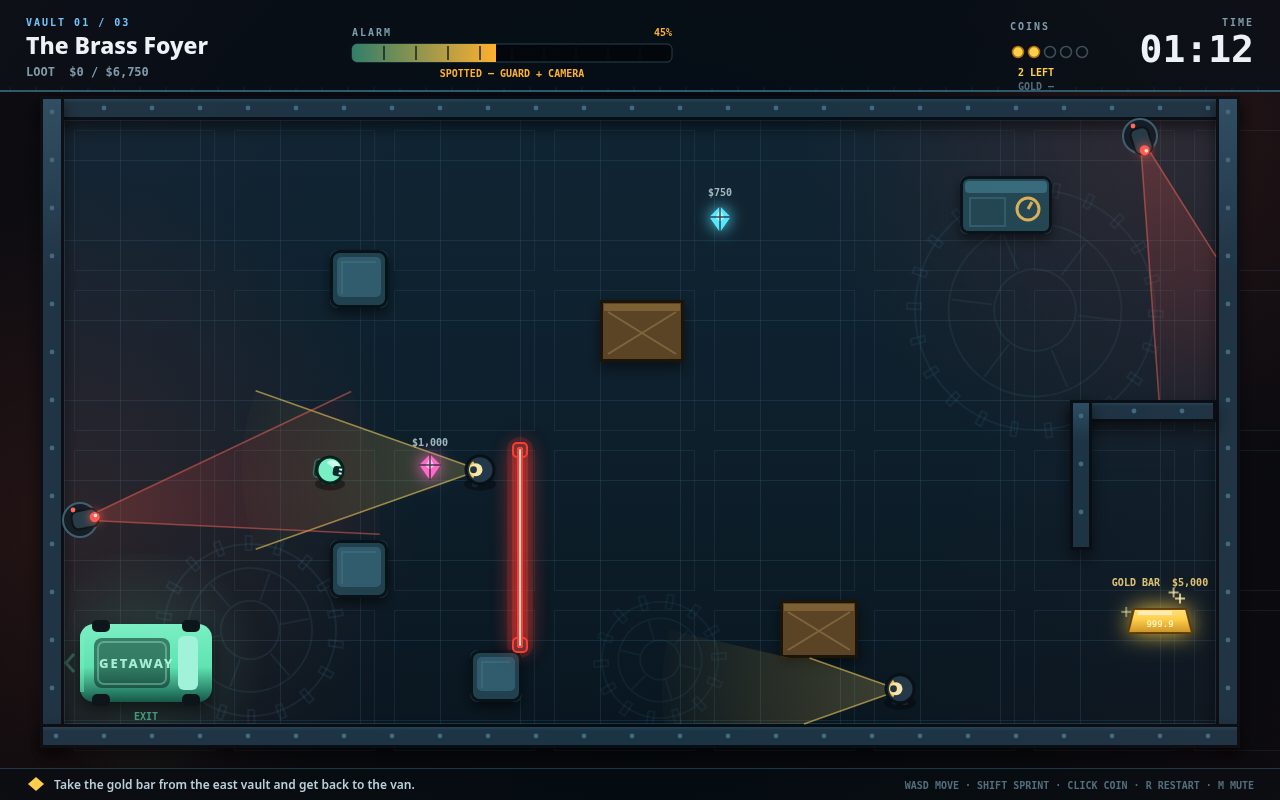 VAULT 01 / 03
The Brass Foyer
LOOT $0 / $6,750
ALARM 45%
SPOTTED — GUARD + CAMERA
COINS
2 LEFT
GOLD —
TIME
01:12
$750
$1,000
GOLD BAR $5,000
999.9
GETAWAY
EXIT
Take the gold bar from the east vault and get back to the van.
WASD MOVE · SHIFT SPRINT · CLICK COIN · R RESTART · M MUTE